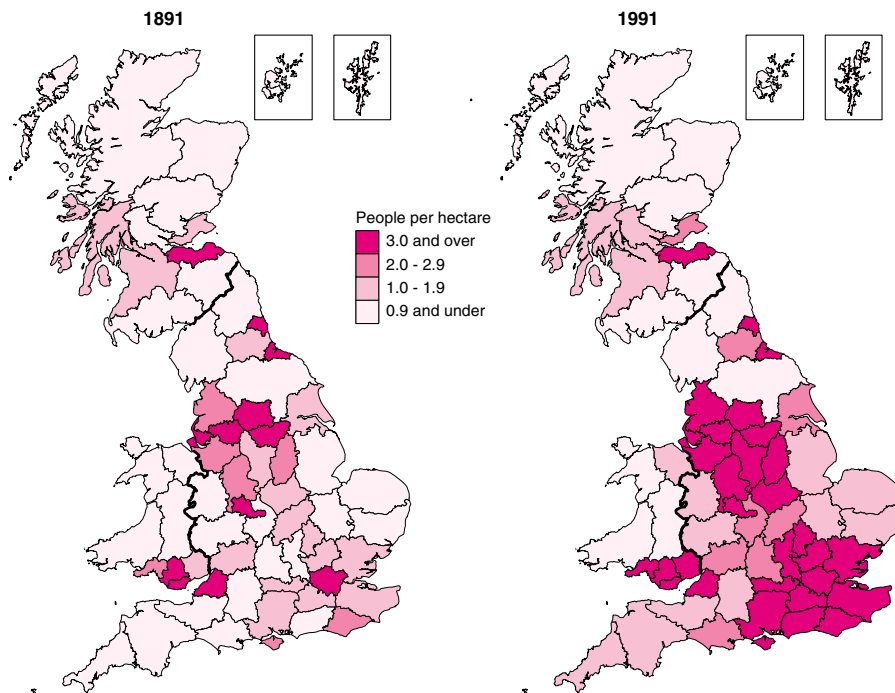 1891
1991
People per hectare
3.0 and over
2.0 - 2.9
1.0 - 1.9
0.9 and under